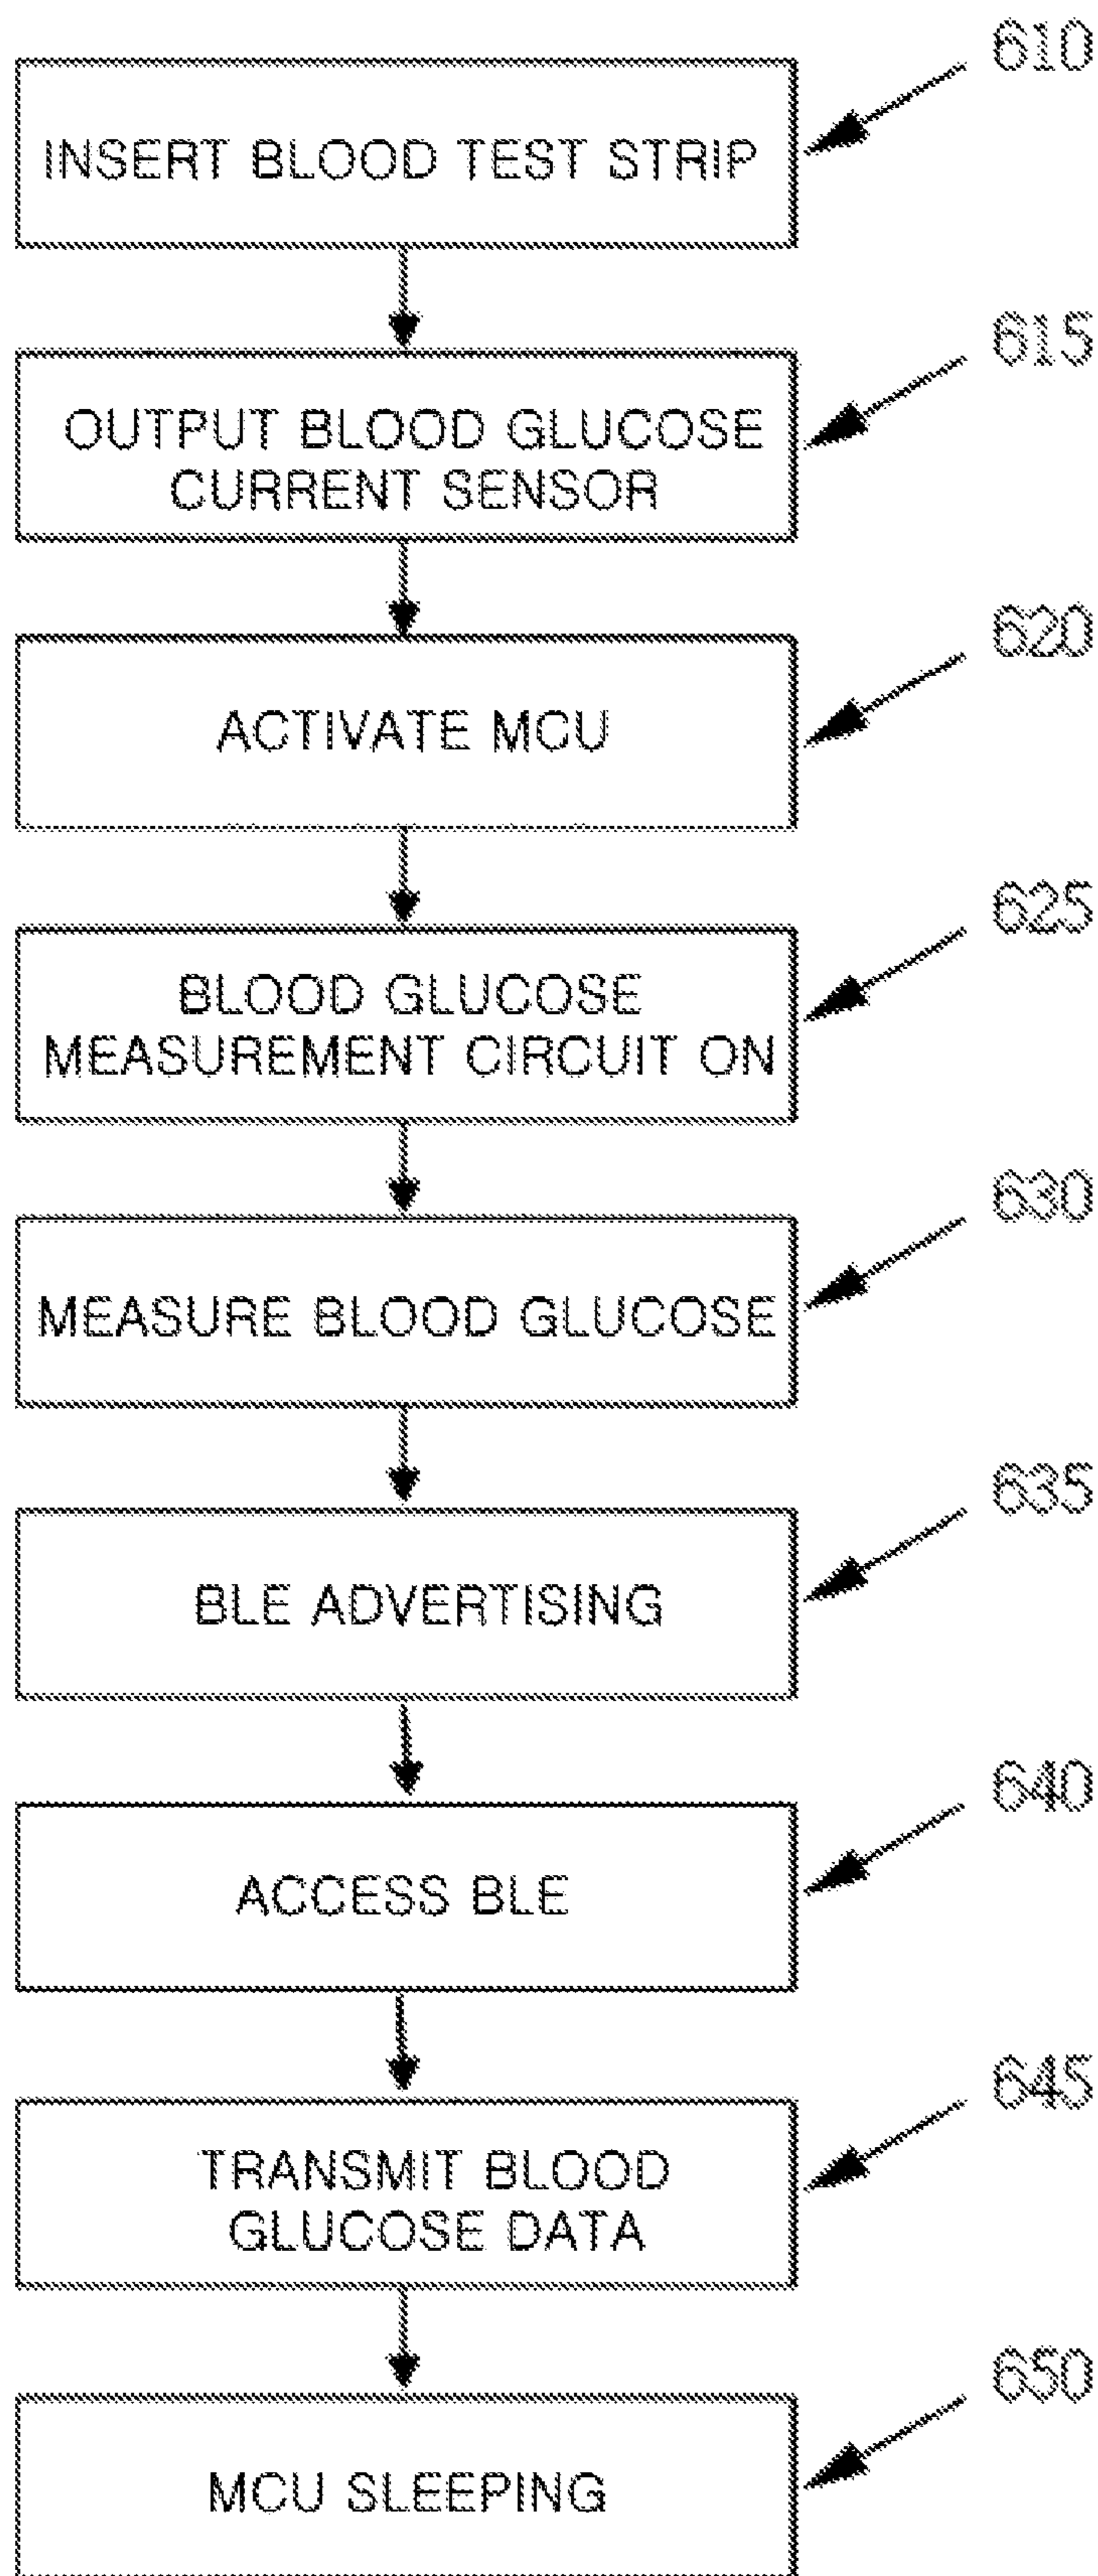 610
INSERT BLOOD TEST STRIP
615
OUTPUT BLOOD GLUCOSE
CURRENT SENSOR
620
ACTIVATE MCU
625
BLOOD GLUCOSE
MEASUREMENT CIRCUIT ON
630
MEASURE BLOOD GLUCOSE
635
BLE ADVERTISING
640
ACCESS BLE
645
TRANSMIT BLOOD
GLUCOSE DATA
650
MCU SLEEPING